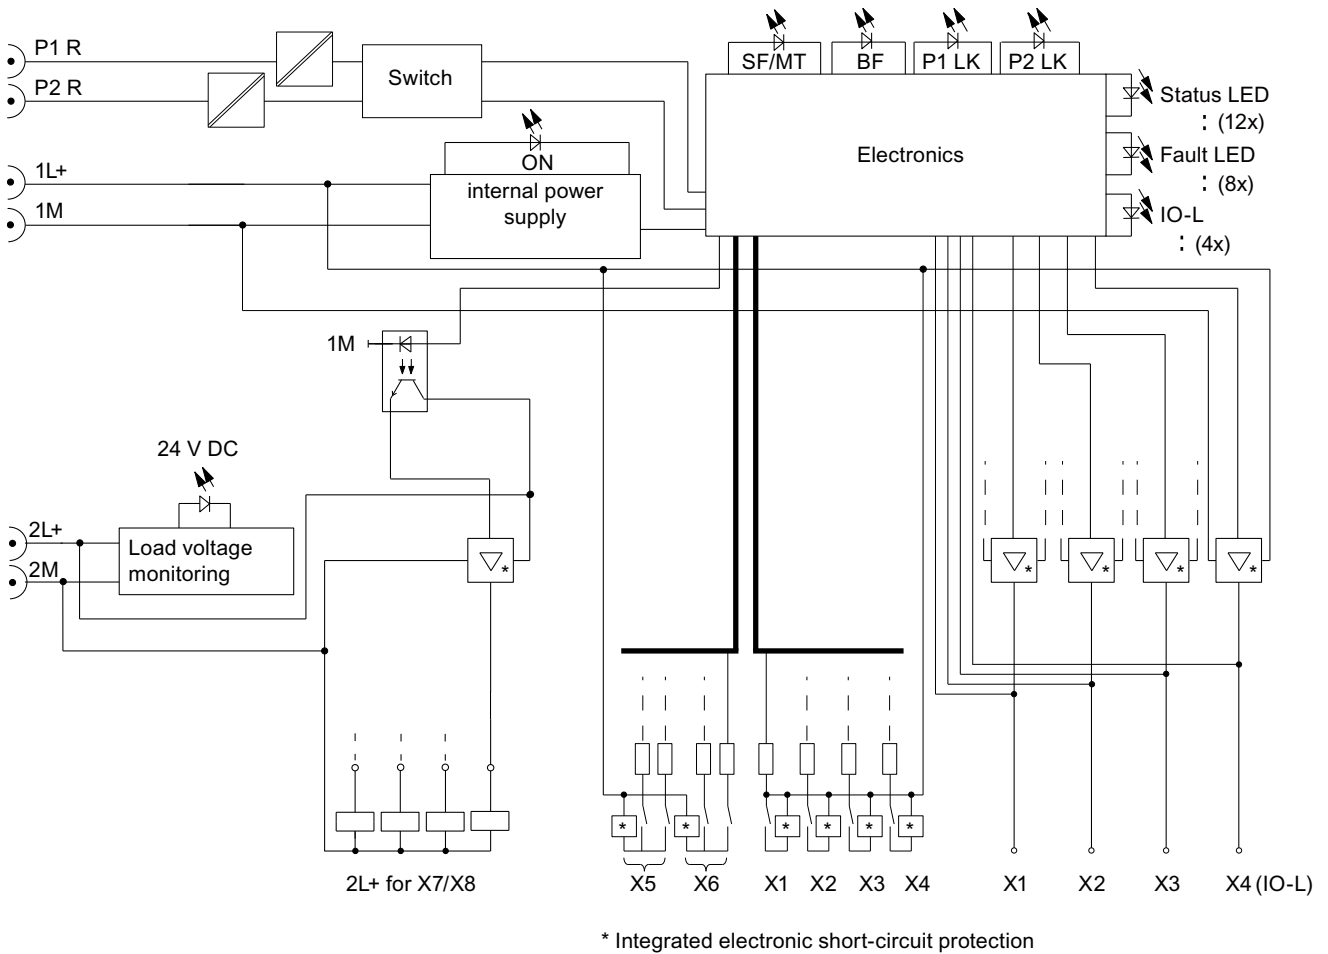 P1 R
P2 R
Switch
SF/MT
BF
P1 LK
P2 LK
Status LED
: (12x)
Fault LED
: (8x)
IO-L
: (4x)
Electronics
1L+
1M
ON
internal power
supply
1M
24 V DC
2L+
2M
Load voltage
monitoring
*
*
*
*
*
*
*
*
*
*
*
2L+ for X7/X8
X5
X6
X1
X2
X3
X4
X1
X2
X3
X4 (IO-L)
* Integrated electronic short-circuit protection